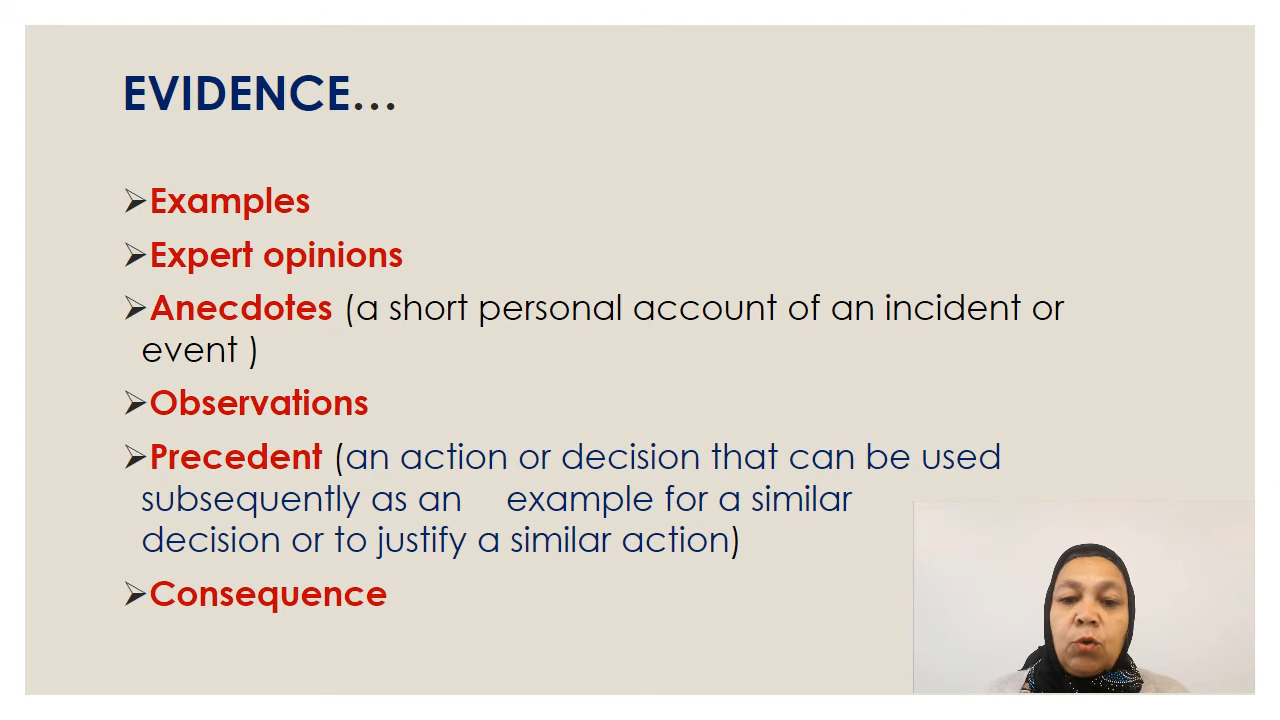 EVIDENCE...
➢Examples
➢Expert opinions
➢Anecdotes (a short personal account of an incident or
event )
➢Observations
➢Precedent (an action or decision that can be used
subsequently as an example for a similar
decision or to justify a similar action)
➢Consequence